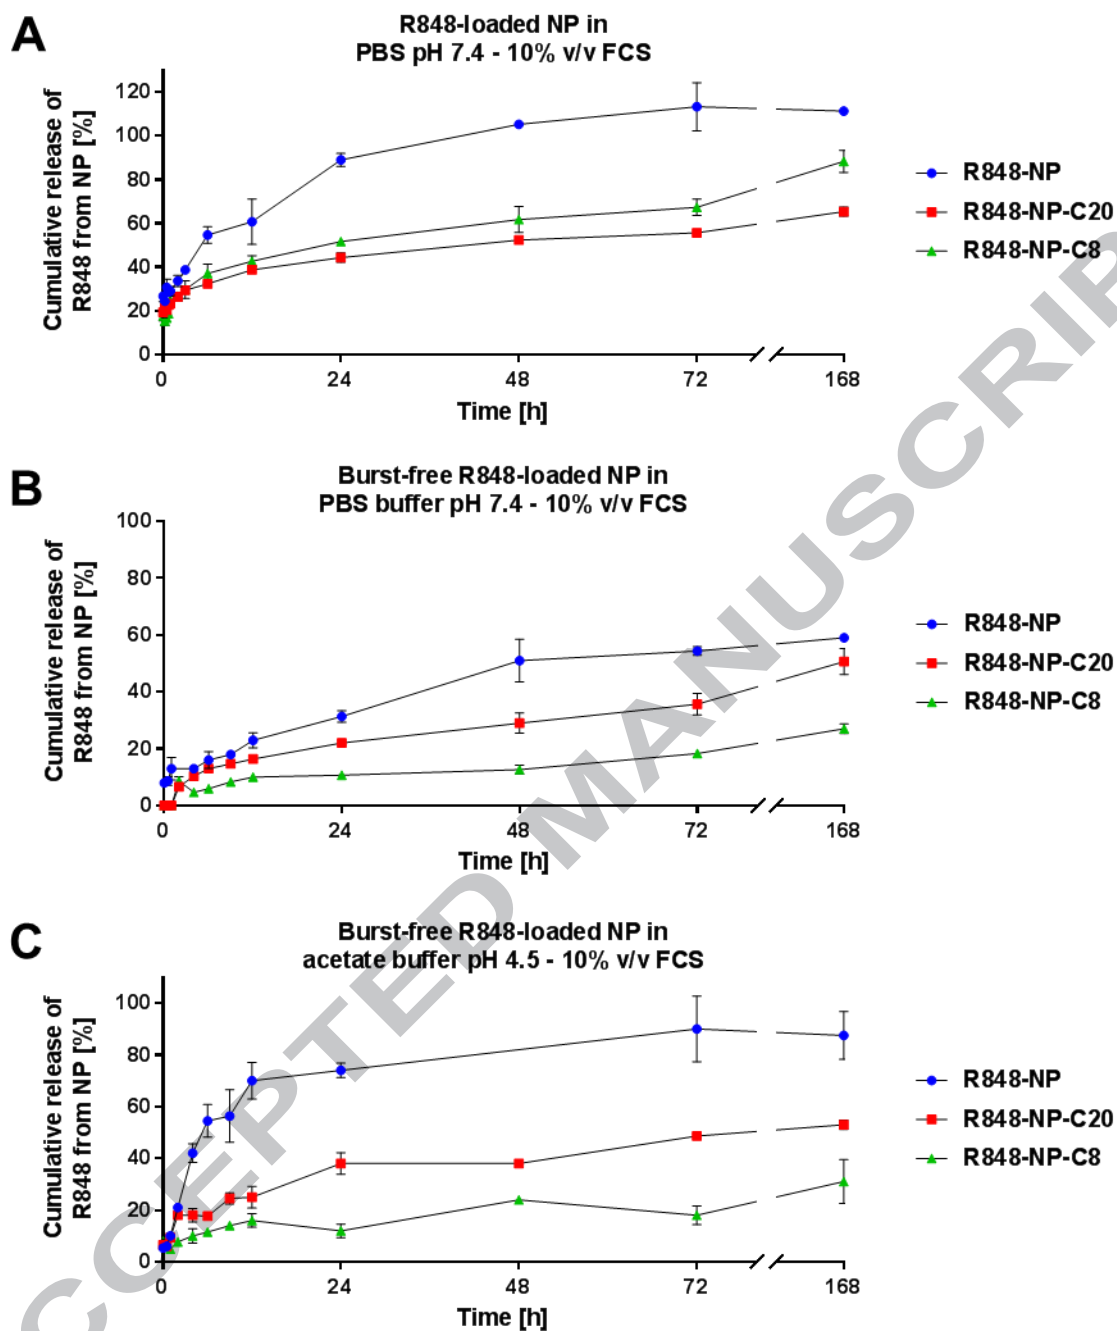 A
R848-loaded NP in
PBS pH 7.4 - 10% v/v FCS
Cumulative release of
R848 from NP [%]
120
100
80
60
40
20
0
0 24 48 72 168
Time [h]
R848-NP
R848-NP-C20
R848-NP-C8
B
Burst-free R848-loaded NP in
PBS buffer pH 7.4 - 10% v/v FCS
Cumulative release of
R848 from NP [%]
100
80
60
40
20
0
0 24 48 72 168
Time [h]
R848-NP
R848-NP-C20
R848-NP-C8
C
Burst-free R848-loaded NP in
acetate buffer pH 4.5 - 10% v/v FCS
Cumulative release of
R848 from NP [%]
100
80
60
40
20
0
0 24 48 72 168
Time [h]
R848-NP
R848-NP-C20
R848-NP-C8
CCEPTED MANUSCRIP